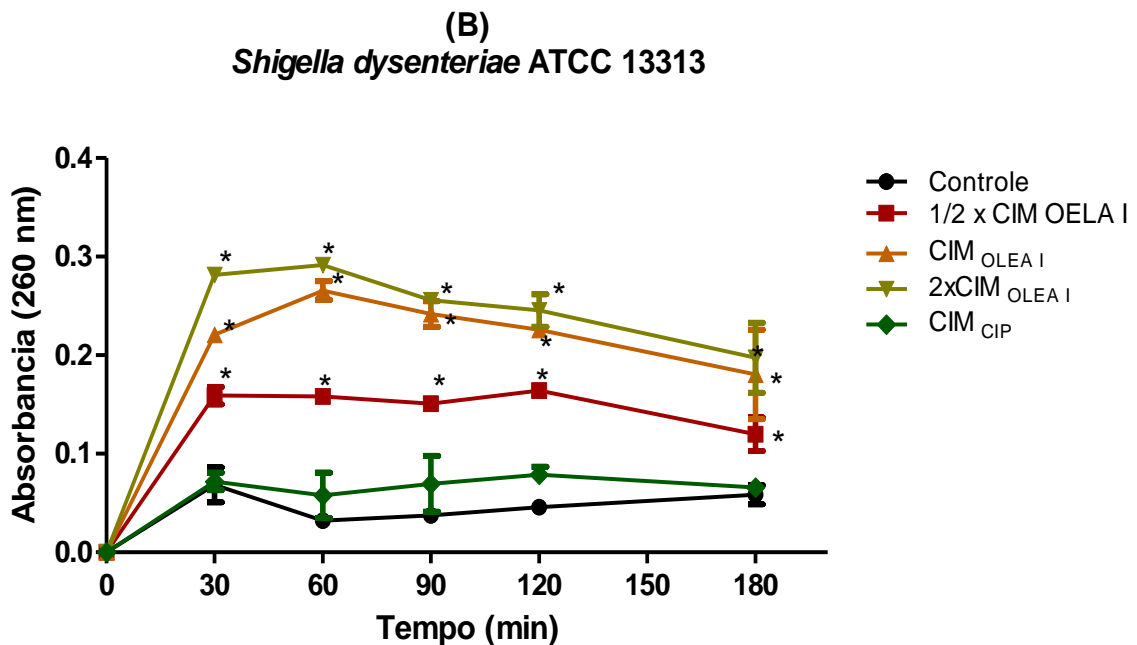 (B)
Shigella dysenteriae ATCC 13313
Absorbancia (260 nm)
0.4
0.3
0.2
0.1
0.0
* * * *
* * * * * *
* * * * *
0 30 60 90 120 150 180
Tempo (min)
Controle
1/2 x CIM OELA I
CIM OLEA I
2xCIM OLEA I
CIM CIP